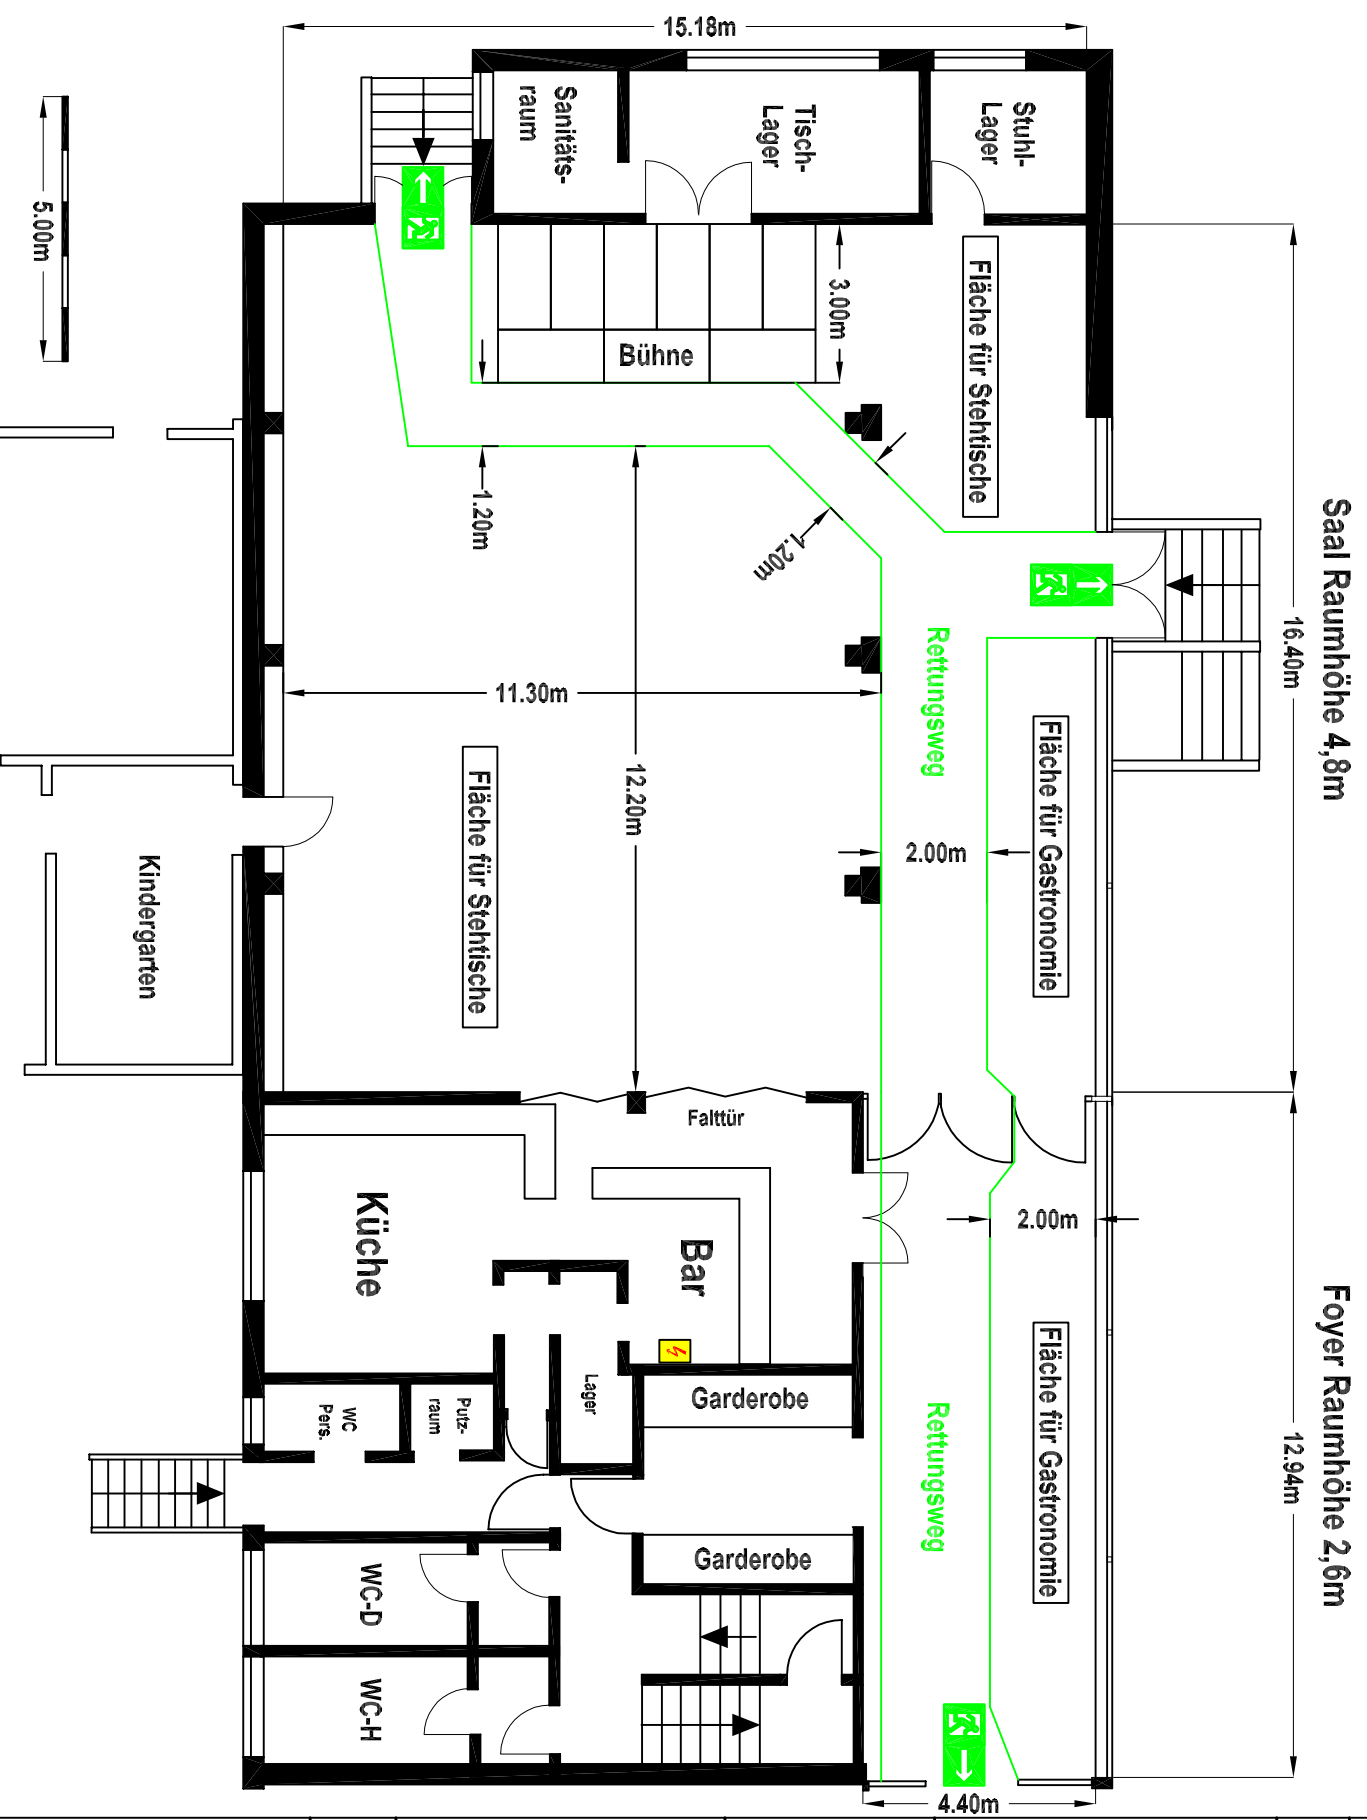 15.18m
Sanitäts-
raum
Tisch-
Lager
Stuhl-
Lager
5.00m
3.00m
Bühne
Fläche für Stehtische
Saal Raumhöhe 4,8m
16.40m
1.20m
1.20m
Rettungsweg
11.30m
12.20m
Fläche für Stehtische
2.00m
Fläche für Gastronomie
Kindergarten
Falttür
Küche
Bar
2.00m
Foyer Raumhöhe 2,6m
12.94m
Fläche für Gastronomie
Rettungsweg
Lager
Garderobe
WC
Pers.
Putz-
raum
Garderobe
WC-D
WC-H
4.40m